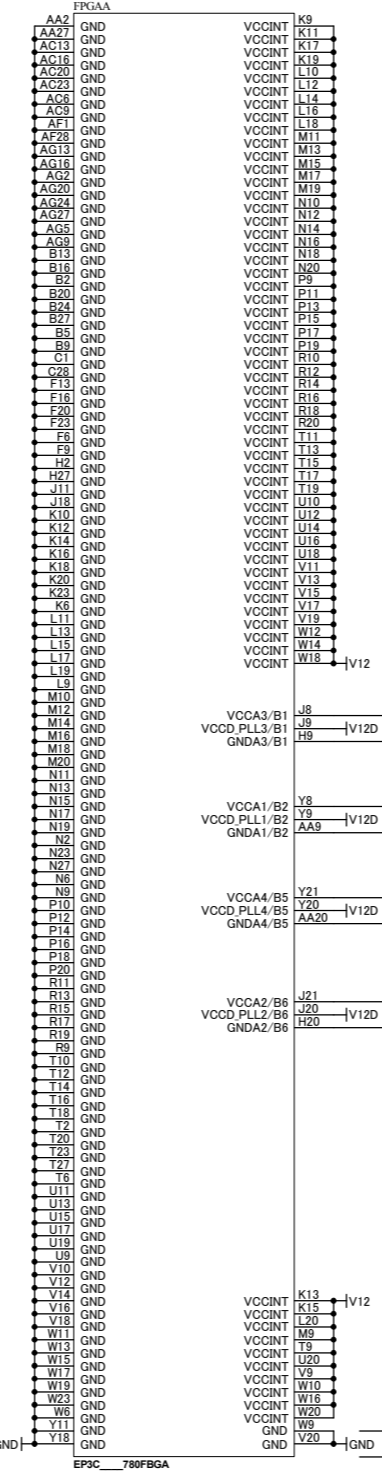 FPGAA
AA2 GND
AA27 GND
AC13 GND
AC16 GND
AC20 GND
AC23 GND
AC6 GND
AC9 GND
AF1 GND
AF28 GND
AG13 GND
AG16 GND
AG2 GND
AG20 GND
AG24 GND
AG27 GND
AG5 GND
AG9 GND
B13 GND
B16 GND
B2 GND
B20 GND
B24 GND
B27 GND
B5 GND
B9 GND
C1 GND
C28 GND
F13 GND
F16 GND
F20 GND
F23 GND
F6 GND
F9 GND
H2 GND
H27 GND
J11 GND
J18 GND
K10 GND
K12 GND
K14 GND
K16 GND
K18 GND
K20 GND
K23 GND
K6 GND
L11 GND
L13 GND
L15 GND
L17 GND
L19 GND
L9 GND
M10 GND
M12 GND
M14 GND
M16 GND
M18 GND
M20 GND
N11 GND
N13 GND
N15 GND
N17 GND
N19 GND
N2 GND
N23 GND
N27 GND
N6 GND
N9 GND
P10 GND
P12 GND
P14 GND
P16 GND
P18 GND
P20 GND
R11 GND
R13 GND
R15 GND
R17 GND
R19 GND
R9 GND
T10 GND
T12 GND
T14 GND
T16 GND
T18 GND
T2 GND
T20 GND
T23 GND
T27 GND
T6 GND
U11 GND
U13 GND
U15 GND
U17 GND
U19 GND
U9 GND
V10 GND
V12 GND
V14 GND
V16 GND
V18 GND
W11 GND
W13 GND
W15 GND
W17 GND
W19 GND
W23 GND
W6 GND
Y11 GND
GND Y18 GND
VCCINT K9
VCCINT K11
VCCINT K17
VCCINT K19
VCCINT L10
VCCINT L12
VCCINT L14
VCCINT L16
VCCINT L18
VCCINT M11
VCCINT M13
VCCINT M15
VCCINT M17
VCCINT M19
VCCINT N10
VCCINT N12
VCCINT N14
VCCINT N16
VCCINT N18
VCCINT N20
VCCINT P9
VCCINT P11
VCCINT P13
VCCINT P15
VCCINT P17
VCCINT P19
VCCINT R10
VCCINT R12
VCCINT R14
VCCINT R16
VCCINT R18
VCCINT R20
VCCINT T11
VCCINT T13
VCCINT T15
VCCINT T17
VCCINT T19
VCCINT U10
VCCINT U12
VCCINT U14
VCCINT U16
VCCINT U18
VCCINT V11
VCCINT V13
VCCINT V15
VCCINT V17
VCCINT V19
VCCINT W12
VCCINT W14
VCCINT W18 V12
VCCA3/B1 J8
VCCD_PLL3/B1 J9 V12D
GNDA3/B1 H9
VCCA1/B2 Y8
VCCD_PLL1/B2 Y9 V12D
GNDA1/B2 AA9
VCCA4/B5 Y21
VCCD_PLL4/B5 Y20 V12D
GNDA4/B5 AA20
VCCA2/B6 J21
VCCD_PLL2/B6 J20 V12D
GNDA2/B6 H20
VCCINT K13 V12
VCCINT K15
VCCINT L20
VCCINT M9
VCCINT T9
VCCINT U20
VCCINT V9
VCCINT W10
VCCINT W16
VCCINT W20
GND W9
GND V20 GND
EP3C___780FBGA